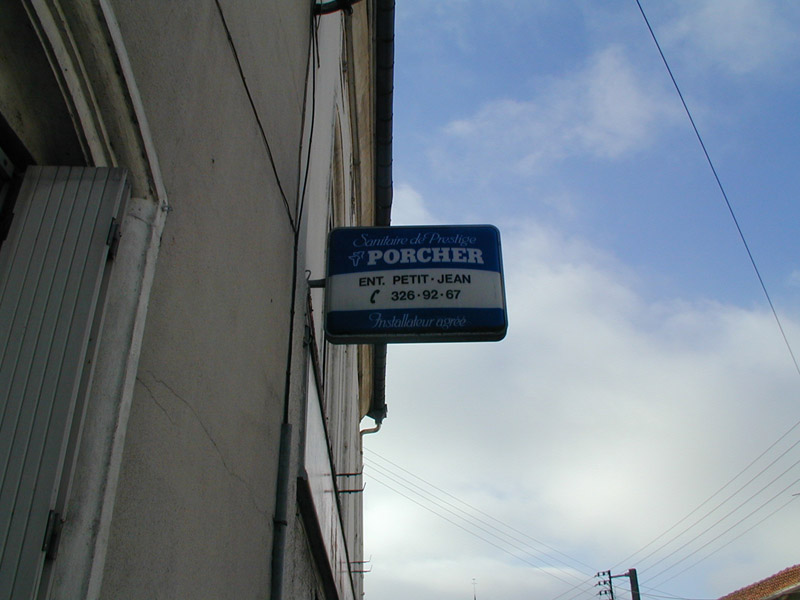 Sanitaire de Prestige
PORCHER
ENT. PETIT·JEAN
326·92·67
Installateur agréé